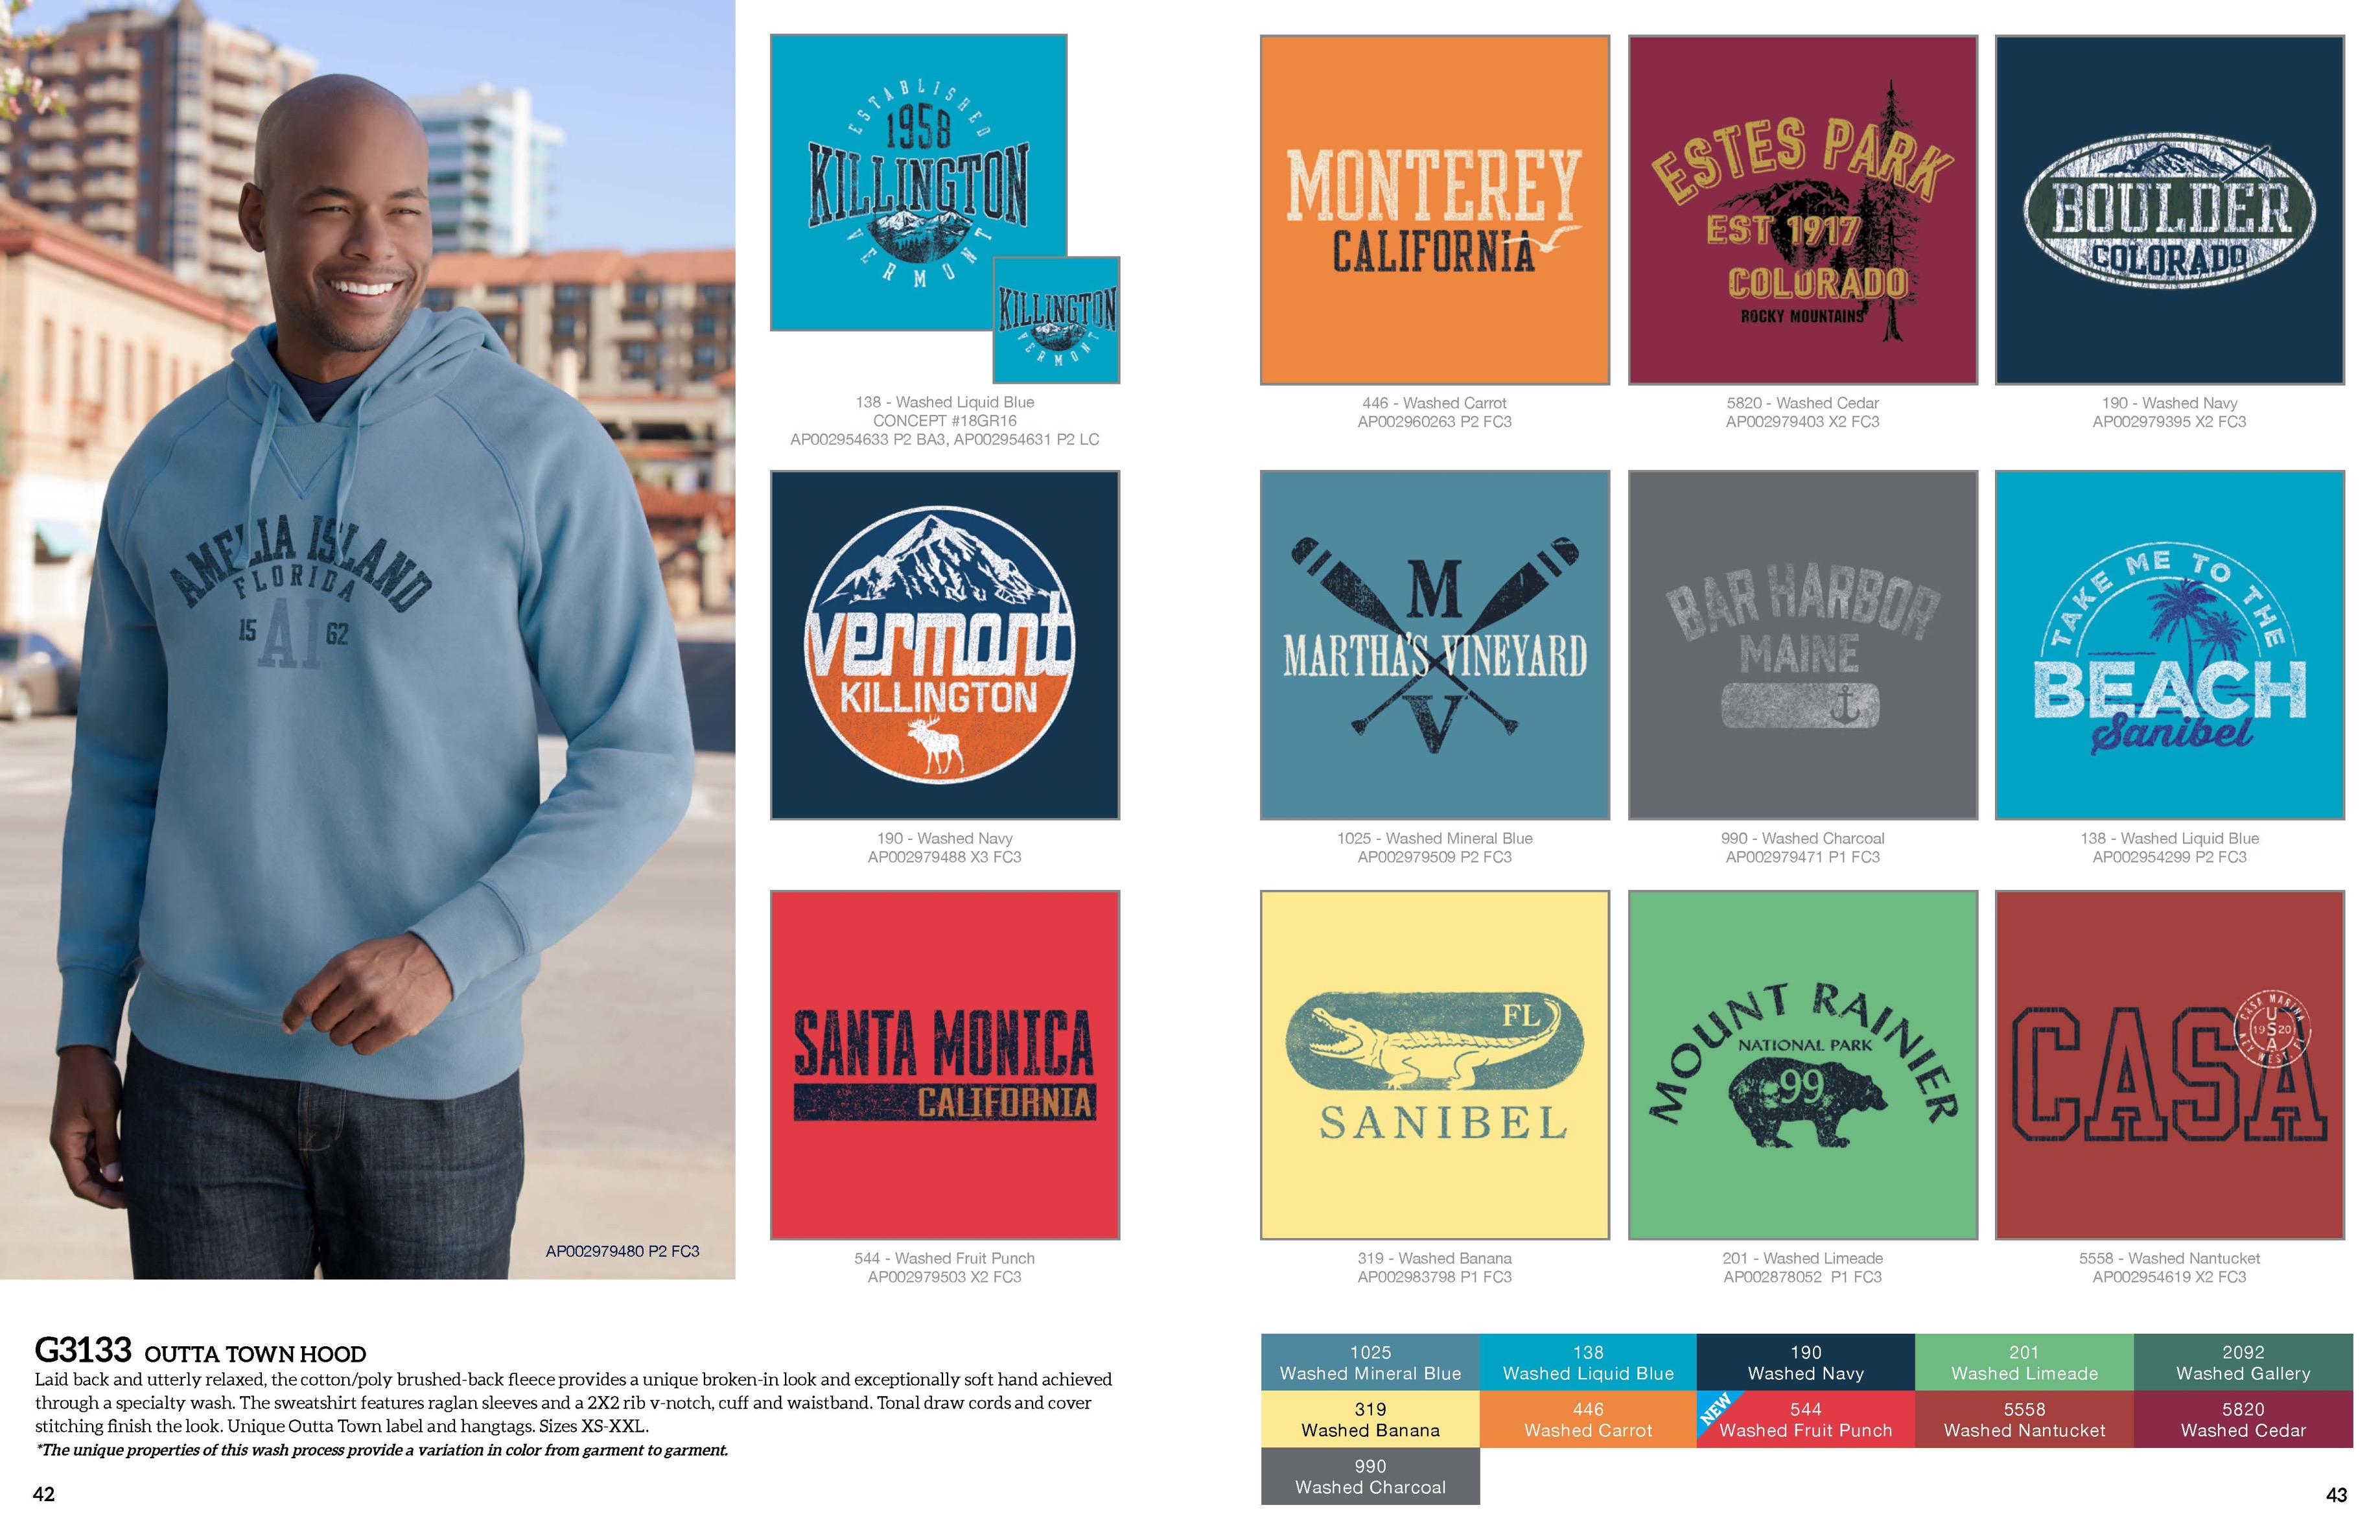 AMELIA ISLAND
FLORIDA
15 AI 62
AP002979480 P2 FC3
ESTABLISHED
1958
KILLINGTON
VERMONT
KILLINGTON
VERMONT
138 - Washed Liquid Blue
CONCEPT #18GR16
AP002954633 P2 BA3, AP002954631 P2 LC
vermont
KILLINGTON
190 - Washed Navy
AP002979488 X3 FC3
SANTA MONICA
CALIFORNIA
544 - Washed Fruit Punch
AP002979503 X2 FC3
G3133 OUTTA TOWN HOOD
Laid back and utterly relaxed, the cotton/poly brushed-back fleece provides a unique broken-in look and exceptionally soft hand achieved
through a specialty wash. The sweatshirt features raglan sleeves and a 2X2 rib v-notch, cuff and waistband. Tonal draw cords and cover
stitching finish the look. Unique Outta Town label and hangtags. Sizes XS-XXL.
*The unique properties of this wash process provide a variation in color from garment to garment.
42
MONTEREY
CALIFORNIA
446 - Washed Carrot
AP002960263 P2 FC3
ESTES PARK
EST 1917
COLORADO
ROCKY MOUNTAINS
5820 - Washed Cedar
AP002979403 X2 FC3
BOULDER
COLORADO
190 - Washed Navy
AP002979395 X2 FC3
M
MARTHA'S VINEYARD
V
1025 - Washed Mineral Blue
AP002979509 P2 FC3
BAR HARBOR
MAINE
990 - Washed Charcoal
AP002979471 P1 FC3
TAKE ME TO THE
BEACH
Sanibel
138 - Washed Liquid Blue
AP002954299 P2 FC3
FL
SANIBEL
319 - Washed Banana
AP002983798 P1 FC3
MOUNT RAINIER
NATIONAL PARK
99
201 - Washed Limeade
AP002878052 P1 FC3
CASA
CASA MARINA
USA
1920
KEY WEST FL
5558 - Washed Nantucket
AP002954619 X2 FC3
1025
Washed Mineral Blue
138
Washed Liquid Blue
190
Washed Navy
201
Washed Limeade
2092
Washed Gallery
319
Washed Banana
446
Washed Carrot
NEW
544
Washed Fruit Punch
5558
Washed Nantucket
5820
Washed Cedar
990
Washed Charcoal
43